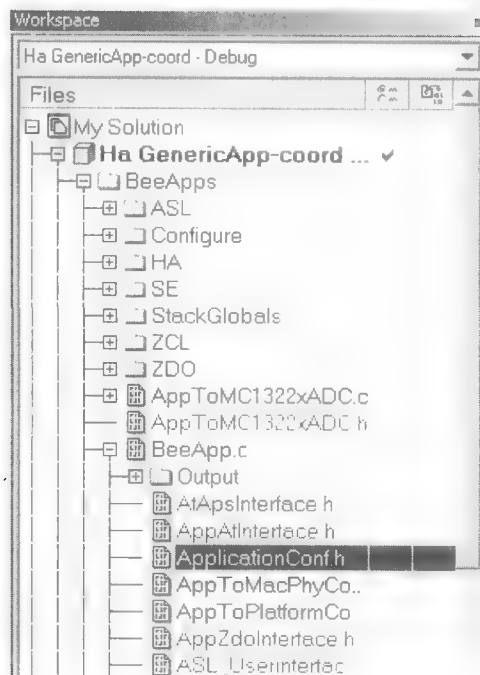 Workspace
Ha GenericApp-coord - Debug
Files
My Solution
Ha GenericApp-coord ...
BeeApps
ASL
Configure
HA
SE
StackGlobals
ZCL
ZDO
AppToMC1322xADC.c
AppToMC1322xADC.h
BeeApp.c
Output
AfApsInterface.h
AppAfInterface.h
ApplicationConf.h
AppToMacPhyCo..
AppToPlatformCo
AppZdoInterface.h
ASL_UserInterfac